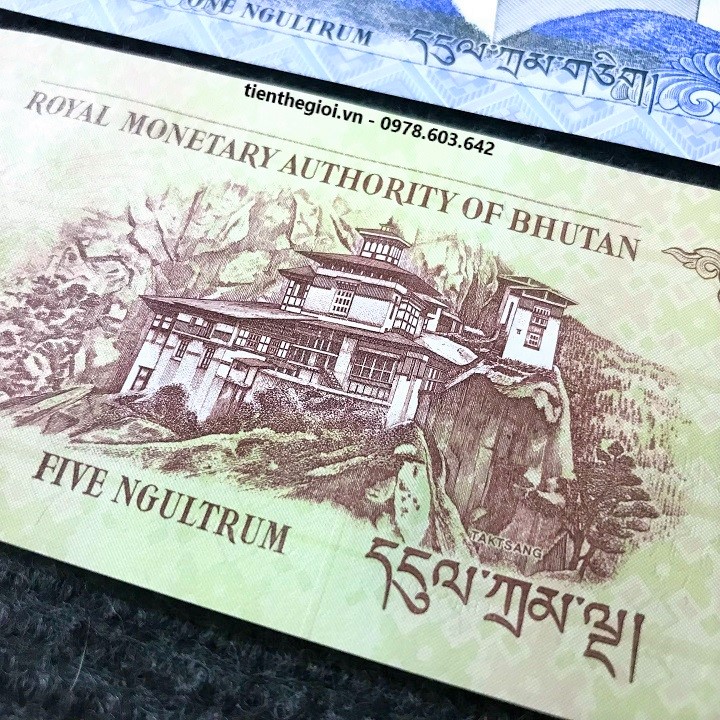 ONE NGULTRUM
དངུལ་ཀྲམ་གཅིག།
tienthegioi.vn - 0978.603.642
ROYAL MONETARY AUTHORITY OF BHUTAN
TAKTSANG
FIVE NGULTRUM
དངུལ་ཀྲམ་ལྔ།